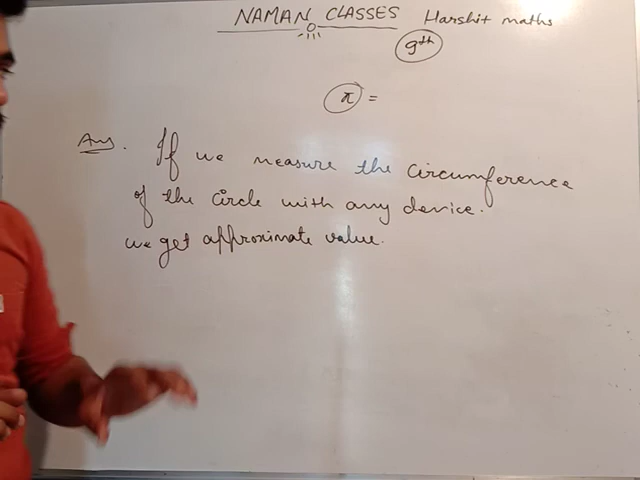 NAMAN CLASSES Harshit maths
9th
π =
Ans. If we measure the circumference
of the circle with any device.
we get approximate value.